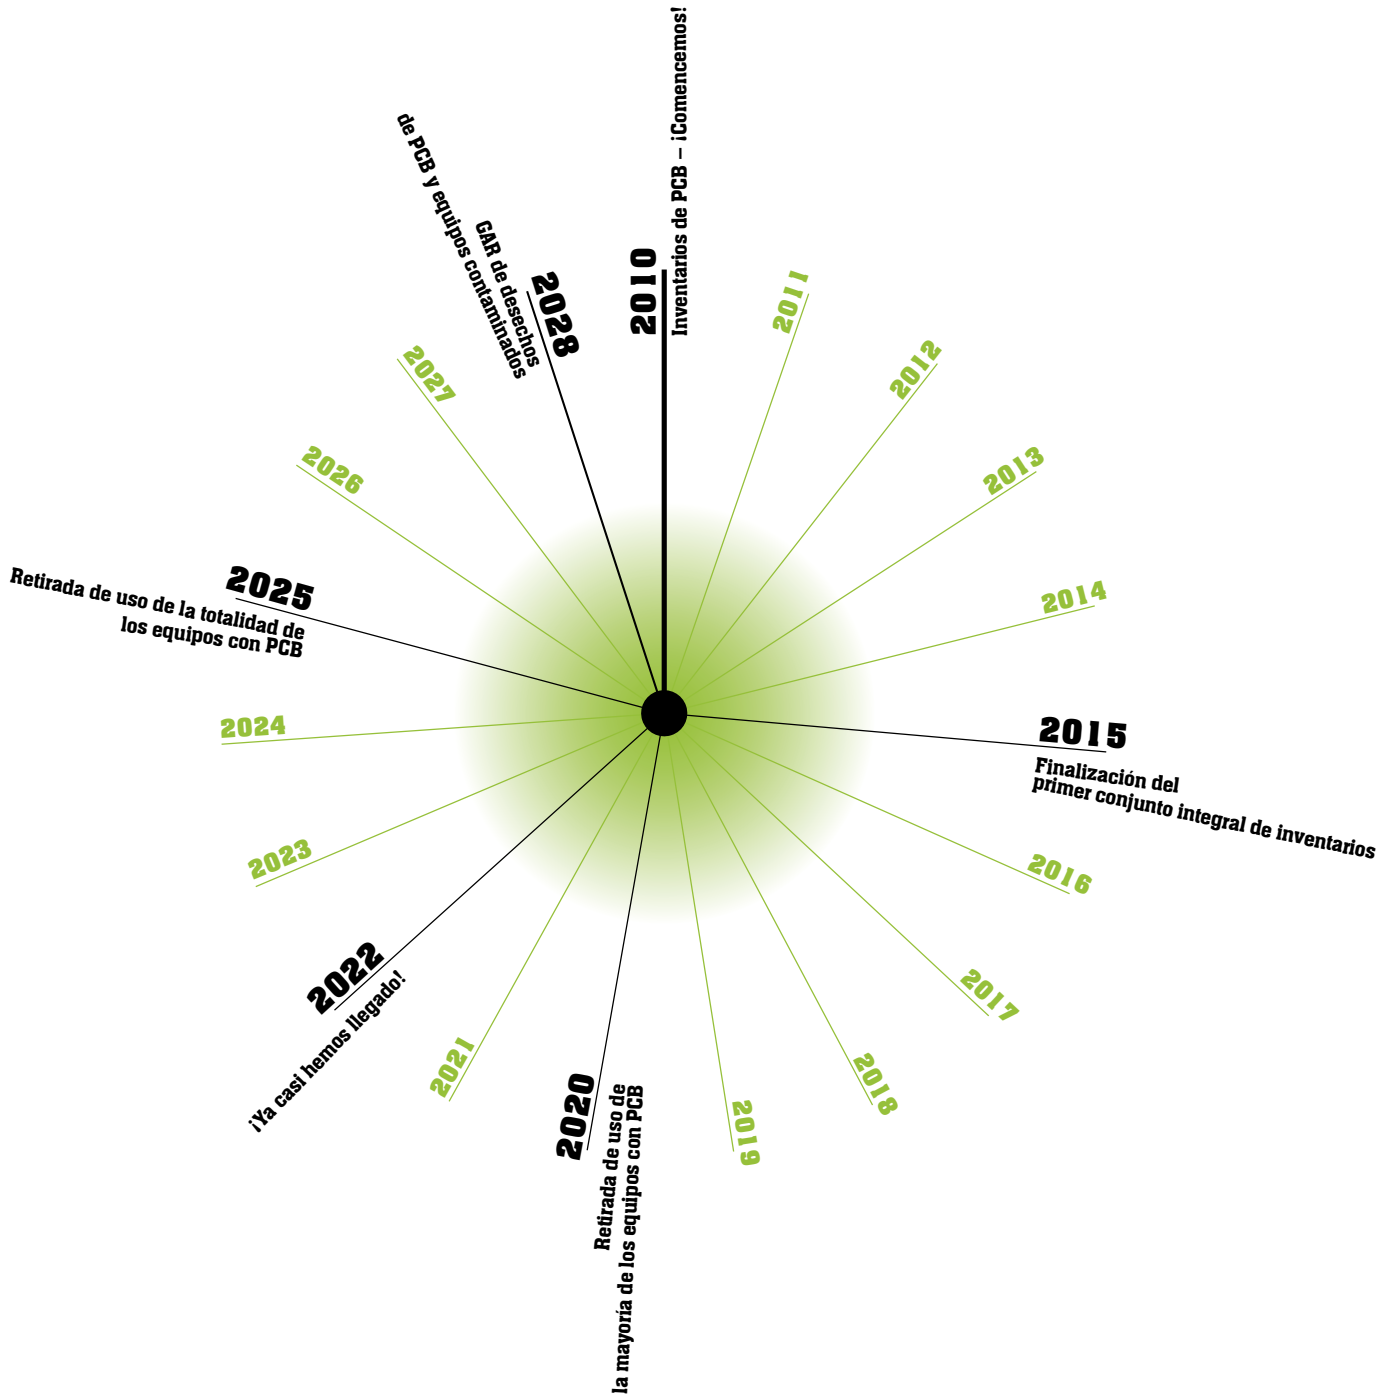 2010
Inventarios de PCB – ¡Comencemos!
2011
2012
2013
2014
2015
Finalización del
primer conjunto integral de inventarios
2016
2017
2018
2019
2020
Retirada de uso de
la mayoría de los equipos con PCB
2021
2022
¡Ya casi hemos llegado!
2023
2024
2025
Retirada de uso de la totalidad de
los equipos con PCB
2026
2027
2028
GAR de desechos
de PCB y equipos contaminados